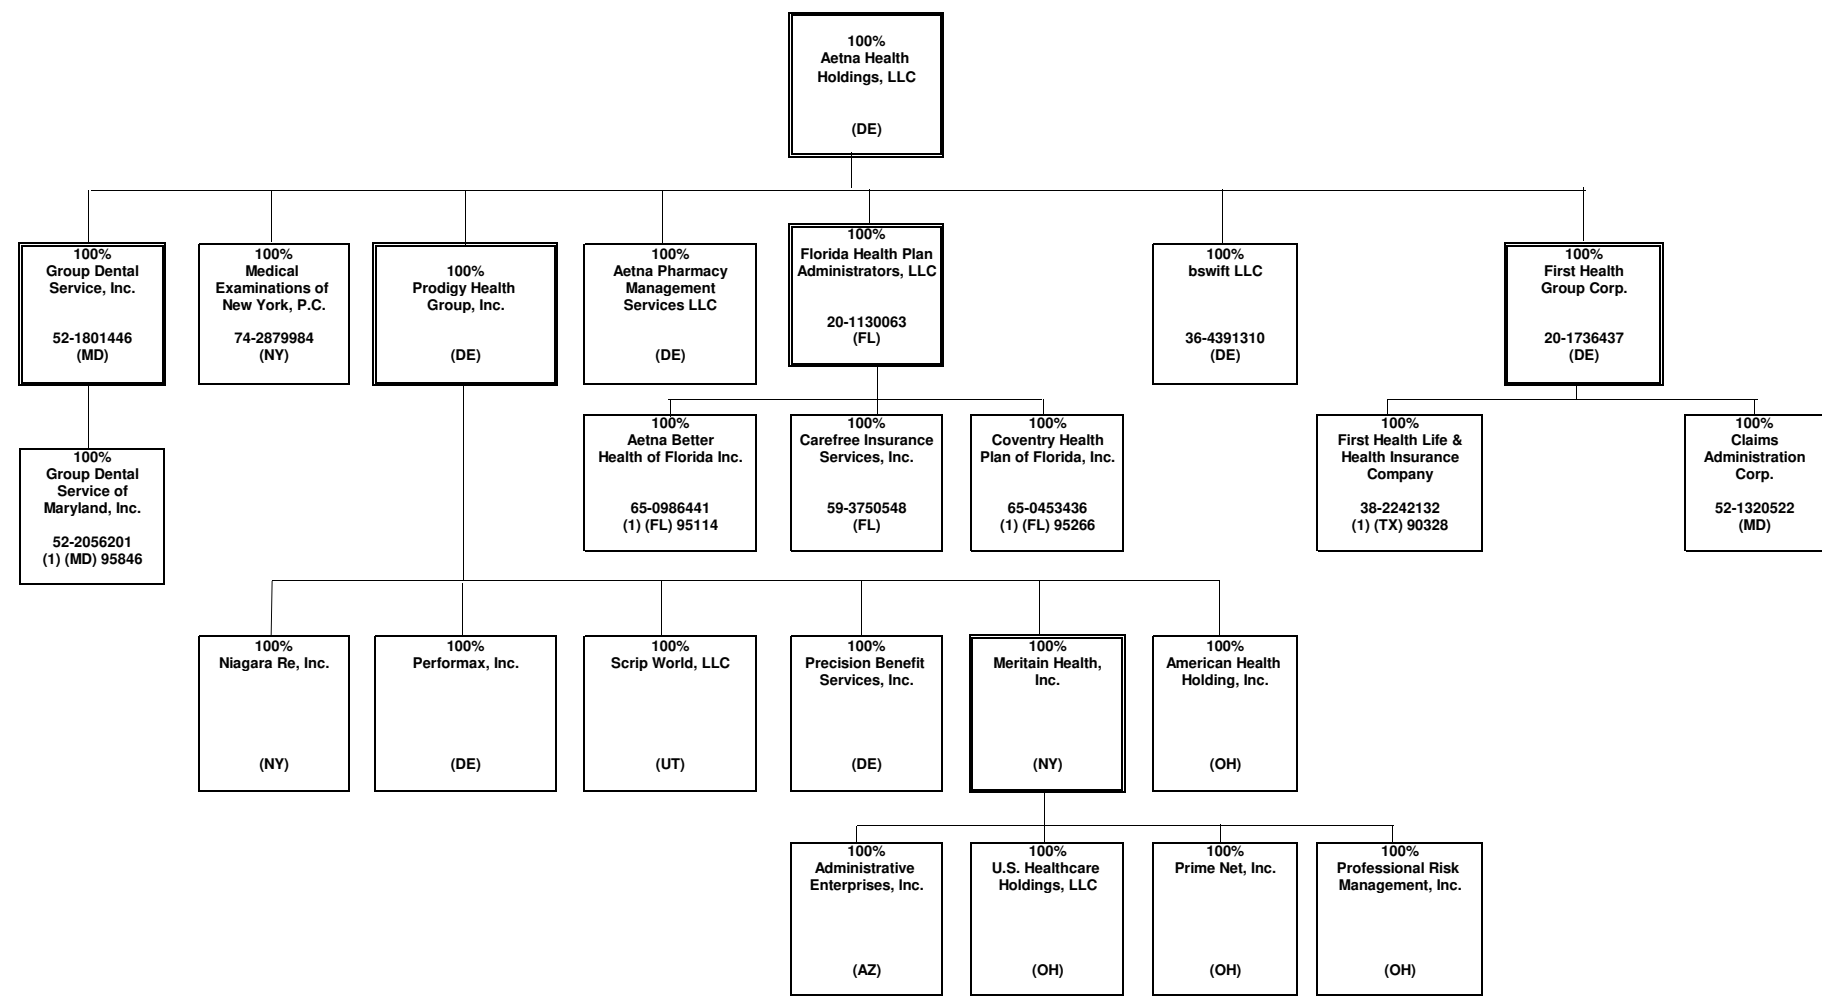 100%
Aetna Health
Holdings, LLC
(DE)
100%
Group Dental
Service, Inc.
52-1801446
(MD)
100%
Medical
Examinations of
New York, P.C.
74-2879984
(NY)
100%
Prodigy Health
Group, Inc.
(DE)
100%
Aetna Pharmacy
Management
Services LLC
(DE)
100%
Florida Health Plan
Administrators, LLC
20-1130063
(FL)
100%
bswift LLC
36-4391310
(DE)
100%
First Health
Group Corp.
20-1736437
(DE)
100%
Group Dental
Service of
Maryland, Inc.
52-2056201
(1) (MD) 95846
100%
Aetna Better
Health of Florida Inc.
65-0986441
(1) (FL) 95114
100%
Carefree Insurance
Services, Inc.
59-3750548
(FL)
100%
Coventry Health
Plan of Florida, Inc.
65-0453436
(1) (FL) 95266
100%
First Health Life &
Health Insurance
Company
38-2242132
(1) (TX) 90328
100%
Claims
Administration
Corp.
52-1320522
(MD)
100%
Niagara Re, Inc.
(NY)
100%
Performax, Inc.
(DE)
100%
Scrip World, LLC
(UT)
100%
Precision Benefit
Services, Inc.
(DE)
100%
Meritain Health,
Inc.
(NY)
100%
American Health
Holding, Inc.
(OH)
100%
Administrative
Enterprises, Inc.
(AZ)
100%
U.S. Healthcare
Holdings, LLC
(OH)
100%
Prime Net, Inc.
(OH)
100%
Professional Risk
Management, Inc.
(OH)